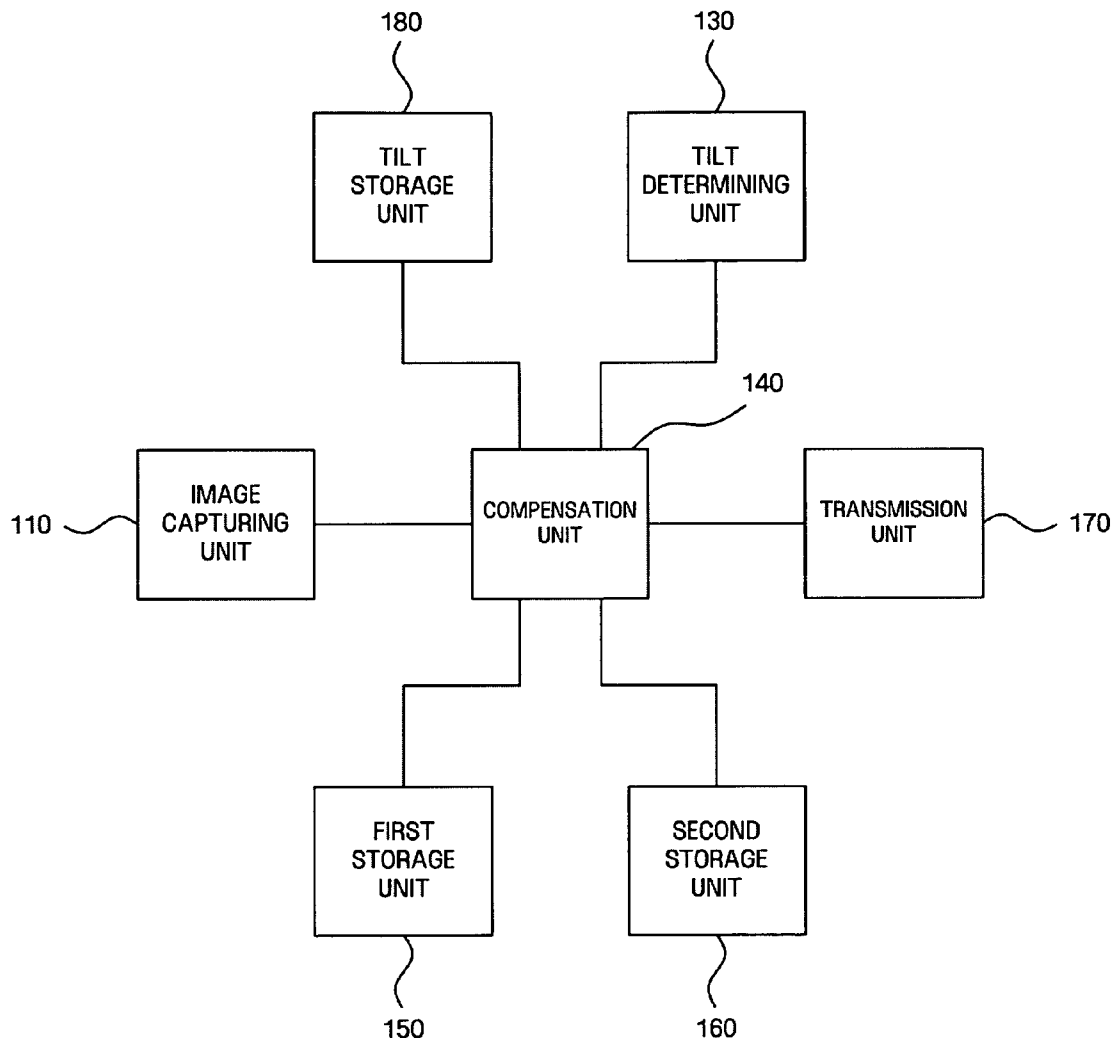 180
130
TILT
STORAGE
UNIT
TILT
DETERMINING
UNIT
140
110
IMAGE
CAPTURING
UNIT
COMPENSATION
UNIT
TRANSMISSION
UNIT
170
FIRST
STORAGE
UNIT
SECOND
STORAGE
UNIT
150
160